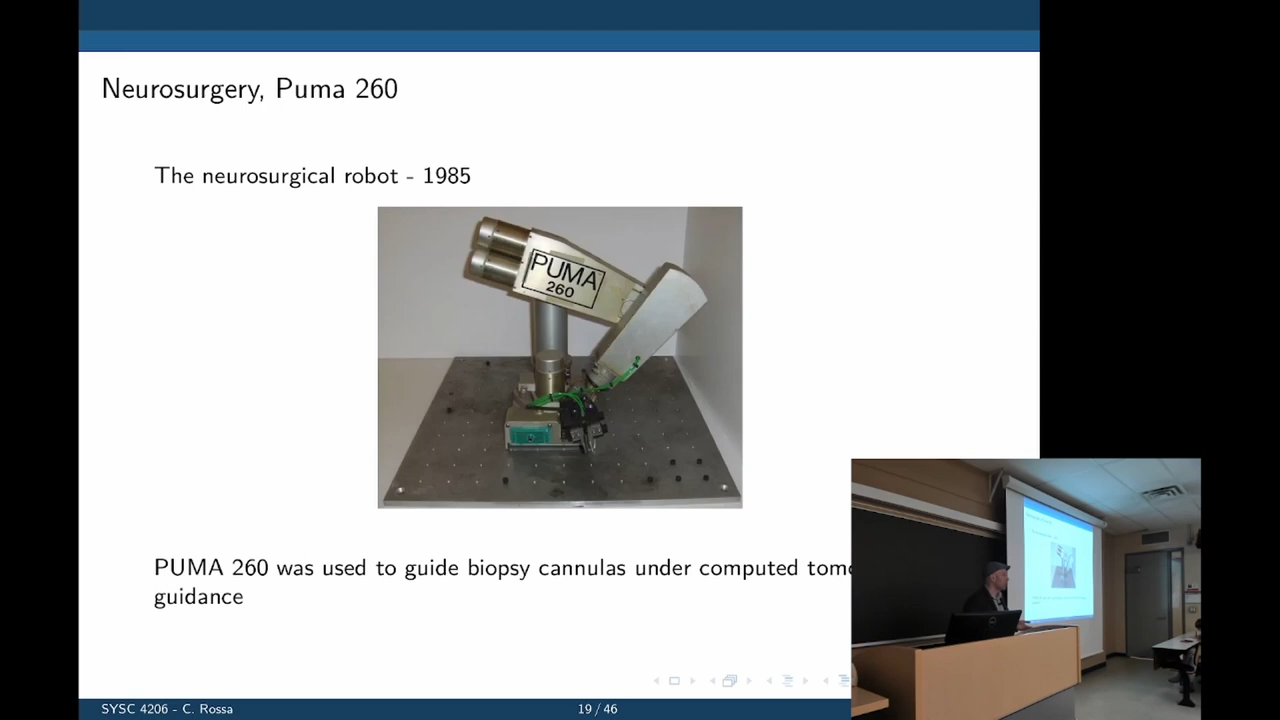 Neurosurgery, Puma 260
The neurosurgical robot - 1985
PUMA
260
PUMA 260 was used to guide biopsy cannulas under computed
guidance
SYSC 4206 - C. Rossa
19 / 46